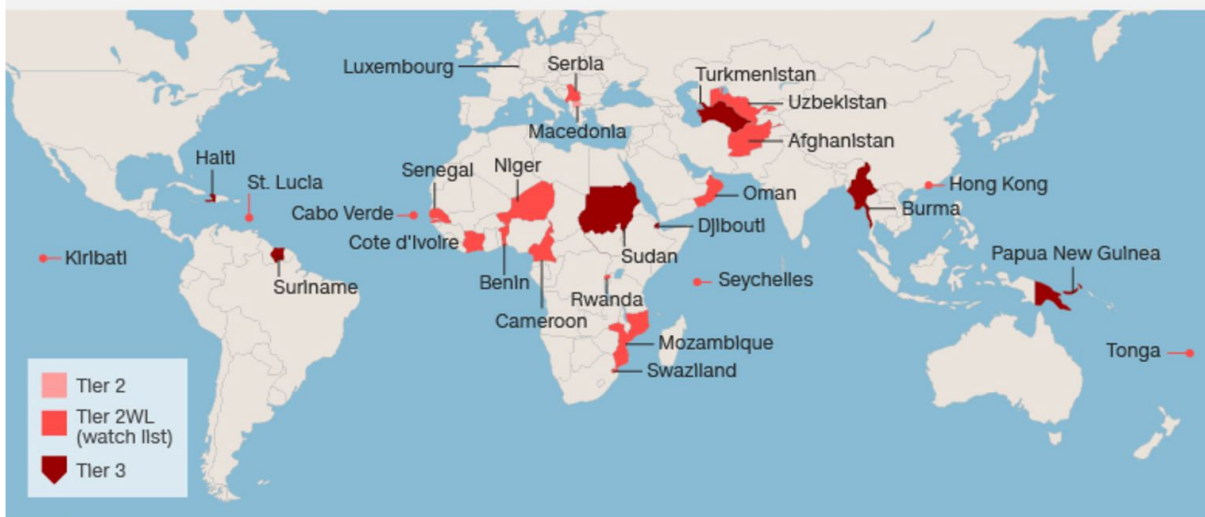 Luxembourg
Serbia
Macedonia
Turkmenistan
Uzbekistan
Afghanistan
Haiti
St. Lucia
Senegal
Niger
Cabo Verde
Cote d'Ivoire
Oman
Djibouti
Hong Kong
Burma
Kiribati
Suriname
Benin
Cameroon
Rwanda
Sudan
Seychelles
Papua New Guinea
Mozambique
Swaziland
Tonga
Tier 2
Tier 2WL
(watch list)
Tier 3